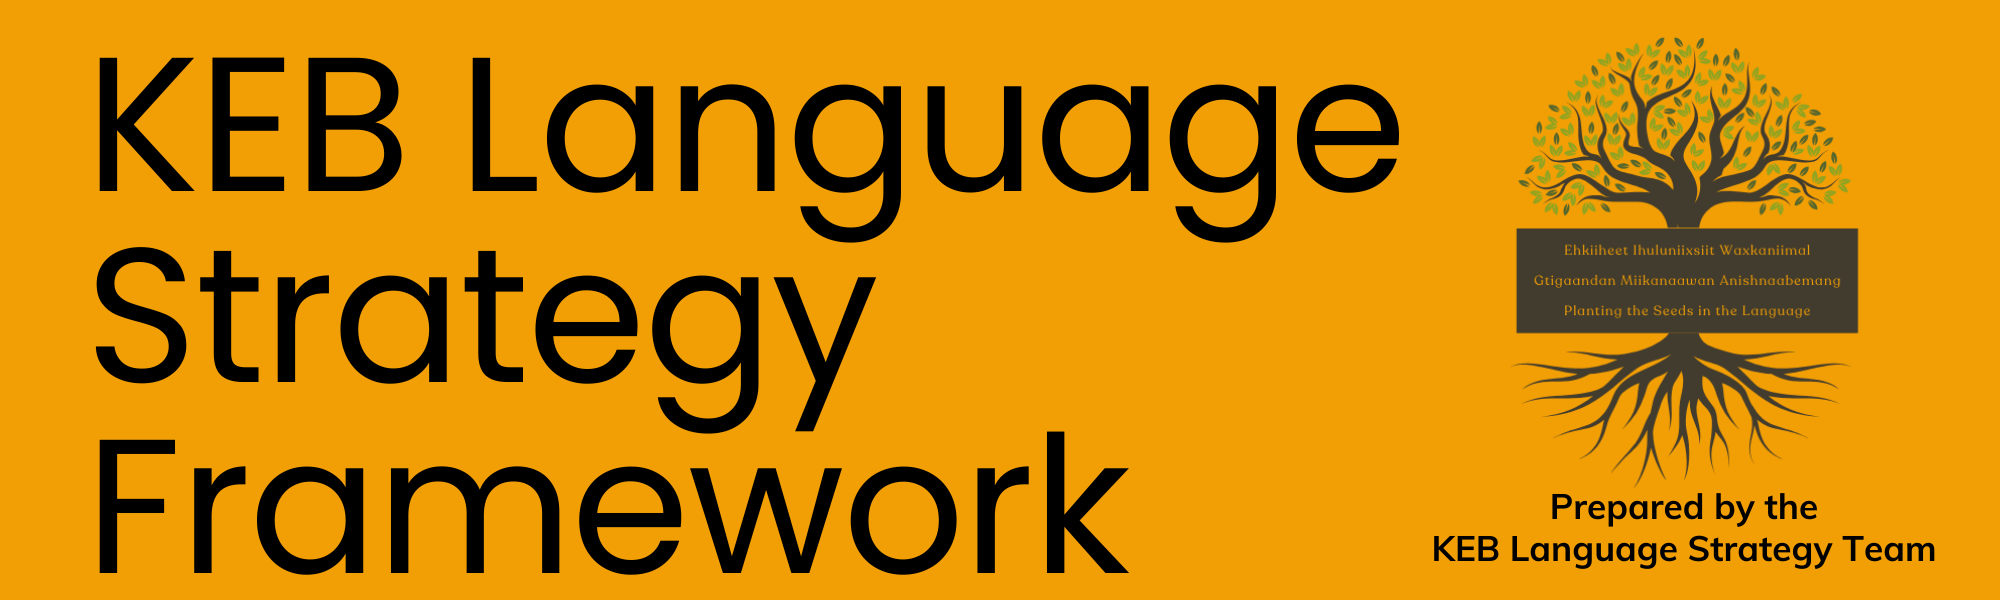 KEB Language
Strategy
Framework
Ehkiiheet Ihuluniixsiit Waxkaniimal
Gtigaandan Miikanaawan Anishnaabemang
Planting the Seeds in the Language
Prepared by the
KEB Language Strategy Team